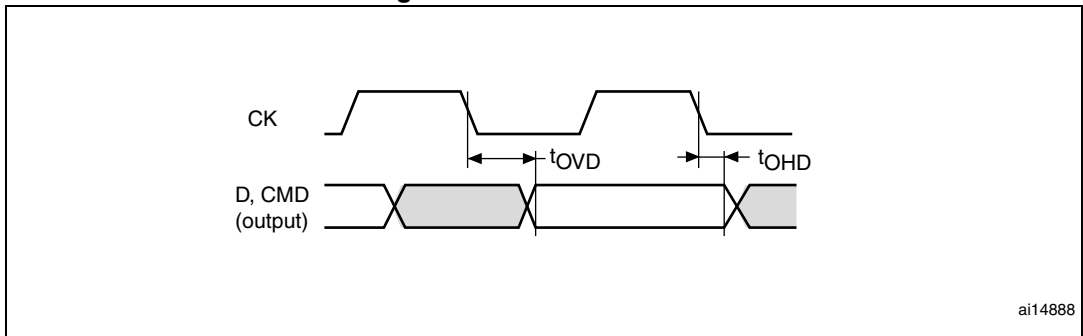 CK
tOVD
tOHD
D, CMD
(output)
ai14888